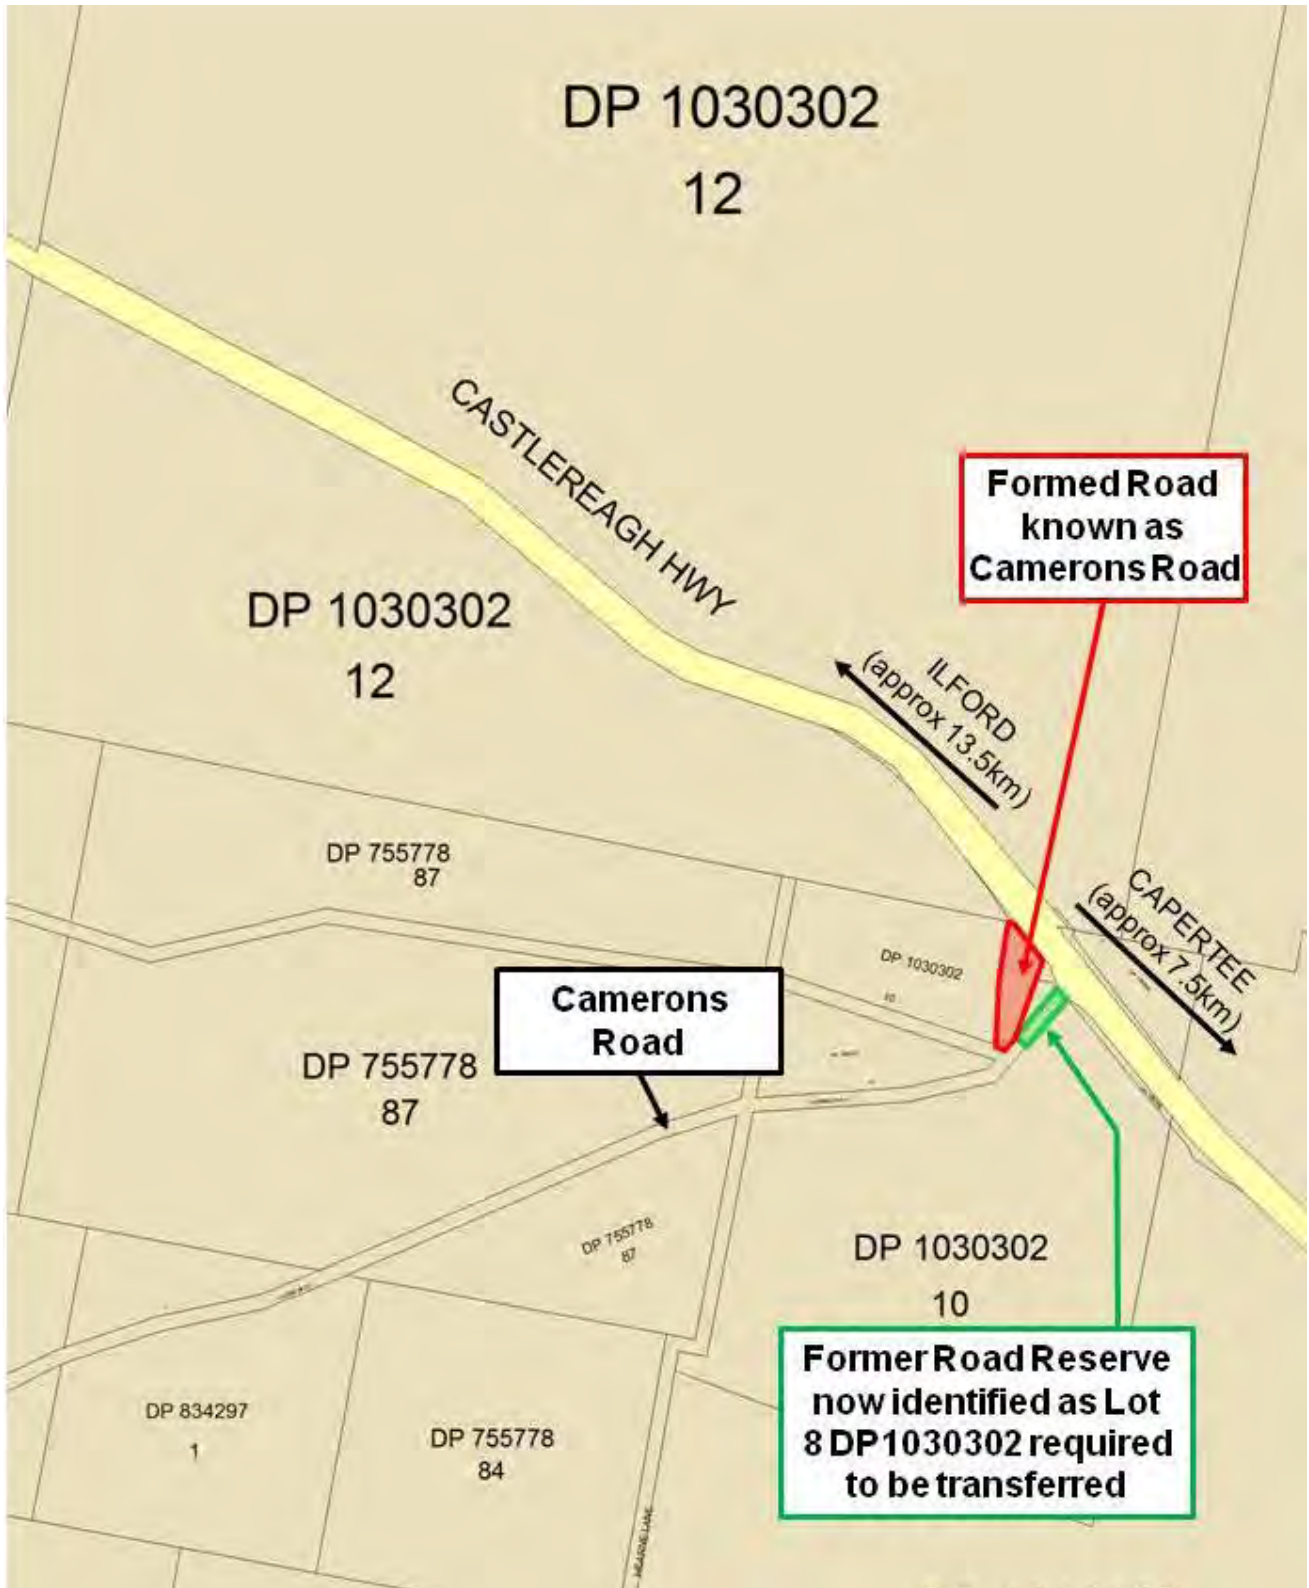 DP 1030302
12
CASTLEREAGH HWY
Formed Road
known as
Camerons Road
DP 1030302
12
ILFORD
(approx 13.5km)
DP 755778
87
CAPERTEE
(approx 7.5km)
DP 1030302
10
Camerons
Road
DP 755778
87
DP 755778
87
DP 1030302
10
Former Road Reserve
now identified as Lot
8 DP1030302 required
to be transferred
DP 834297
1
DP 755778
84
HEARNE LANE